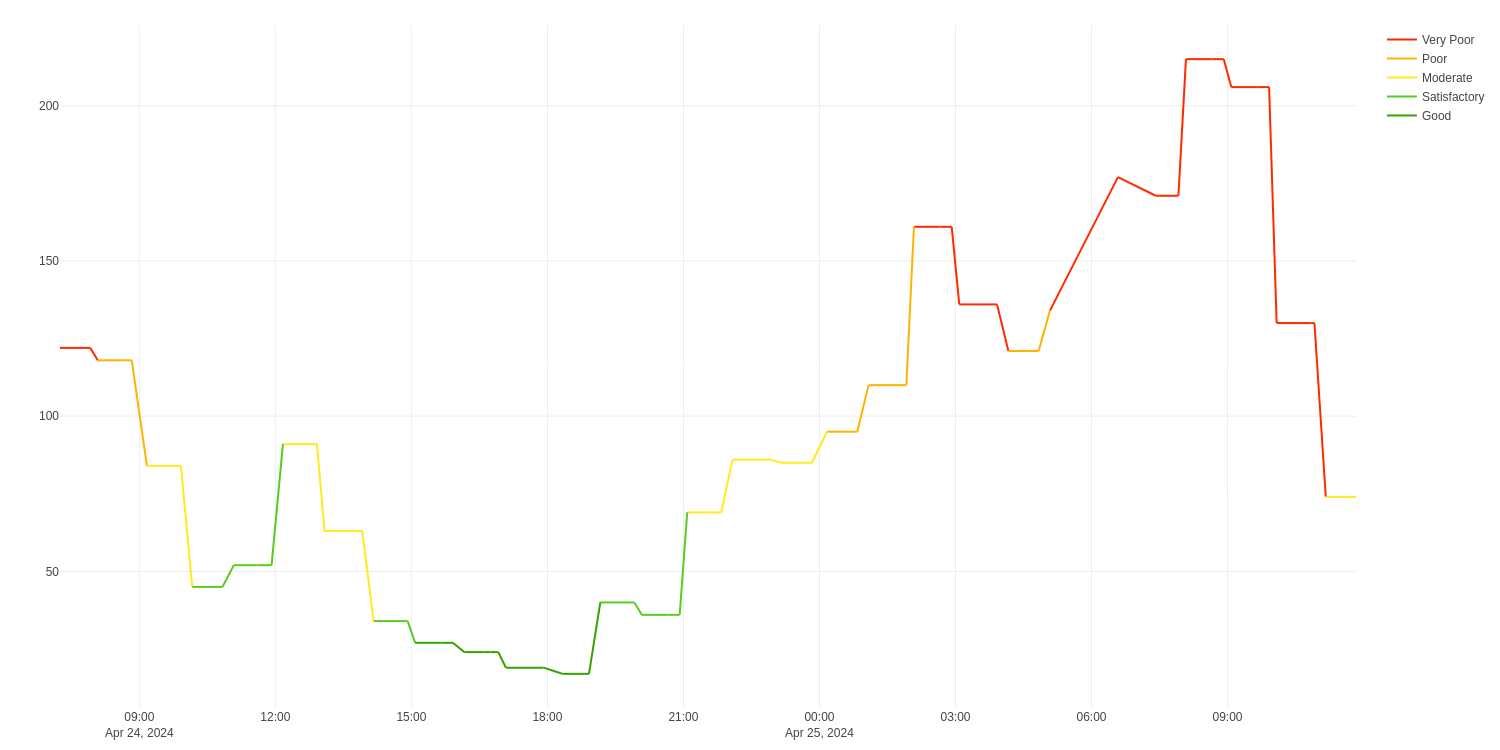 Very Poor
Poor
Moderate
Satisfactory
Good
200
150
100
50
09:00
12:00
15:00
18:00
21:00
00:00
03:00
06:00
09:00
Apr 24, 2024
Apr 25, 2024